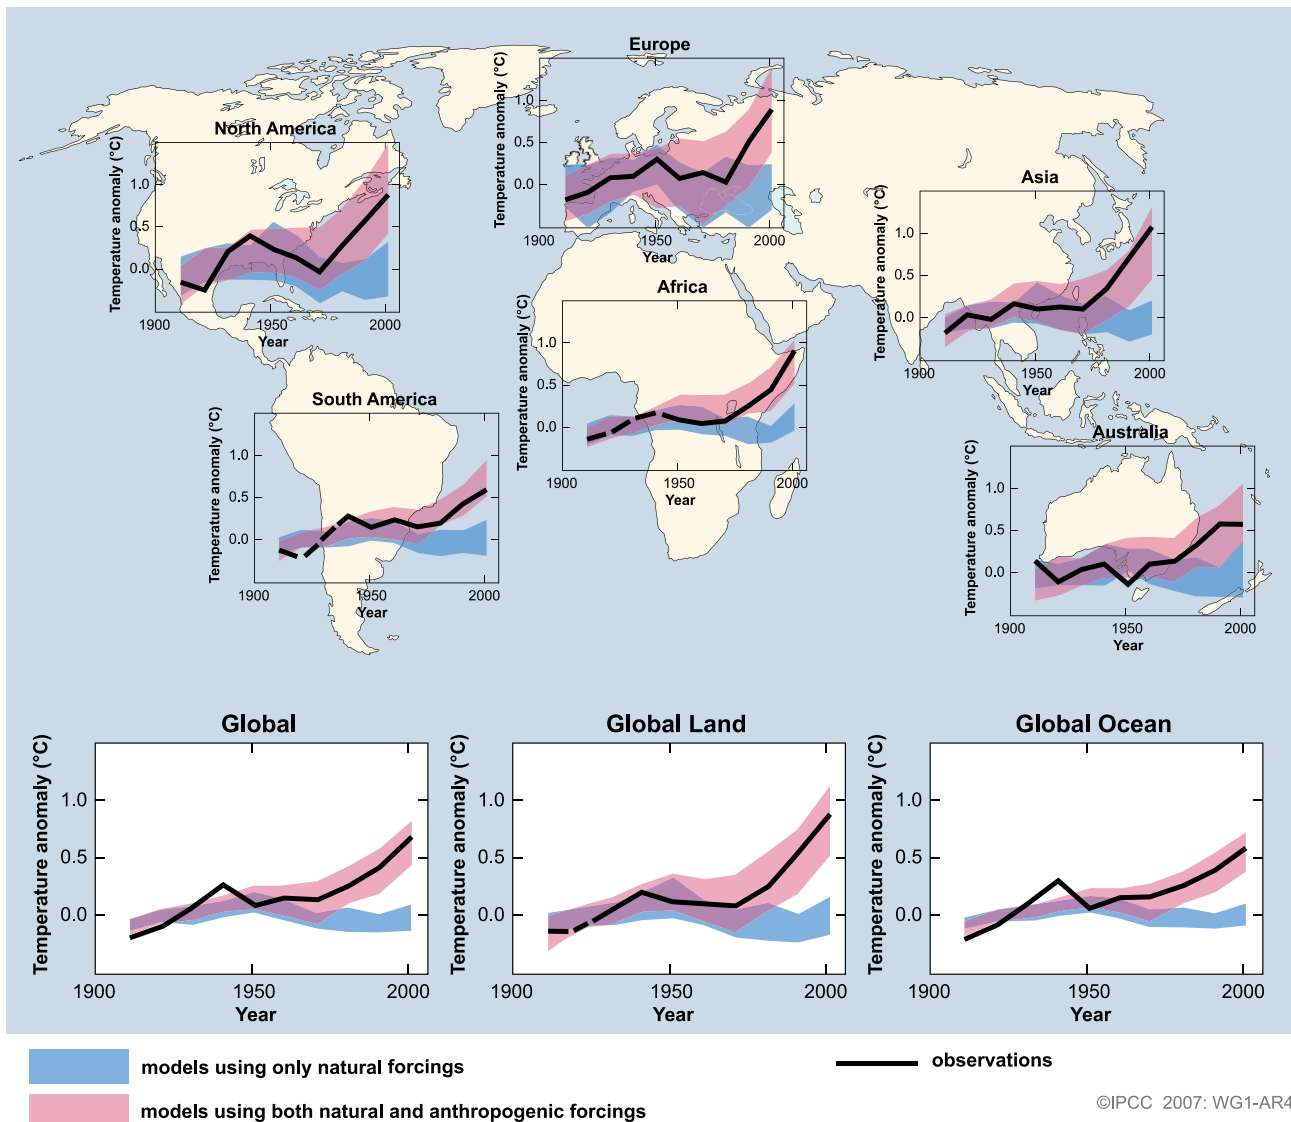 Europe
Temperature anomaly (°C)
1.0
0.5
0.0
1900
1950
2000
Year
North America
Temperature anomaly (°C)
1.0
0.5
0.0
1900
1950
2000
Year
Asia
Temperature anomaly (°C)
1.0
0.5
0.0
1900
1950
2000
Year
Africa
Temperature anomaly (°C)
1.0
0.5
0.0
1900
1950
2000
Year
South America
Temperature anomaly (°C)
1.0
0.5
0.0
1900
1950
2000
Year
Australia
Temperature anomaly (°C)
1.0
0.5
0.0
1900
1950
2000
Year
Global
Temperature anomaly (°C)
1.0
0.5
0.0
1900
1950
2000
Year
Global Land
Temperature anomaly (°C)
1.0
0.5
0.0
1900
1950
2000
Year
Global Ocean
Temperature anomaly (°C)
1.0
0.5
0.0
1900
1950
2000
Year
models using only natural forcings
observations
models using both natural and anthropogenic forcings
©IPCC 2007: WG1-AR4